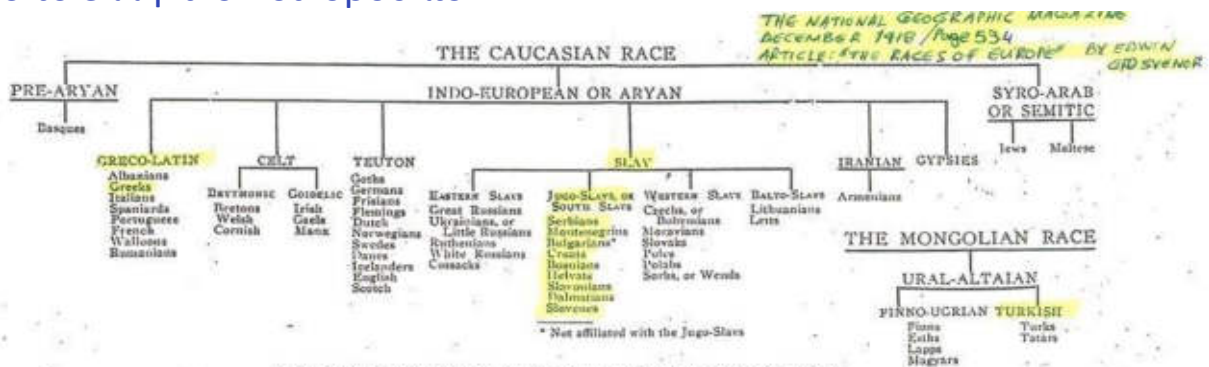 THE NATIONAL GEOGRAPHIC MAGAZINE
DECEMBER 1918/Page 534
ARTICLE: "THE RACES OF EUROPE" BY EDWIN
GROSVENOR
THE CAUCASIAN RACE
PRE-ARYAN
Basques
INDO-EUROPEAN OR ARYAN
SYRO-ARAB
OR SEMITIC
Jews Maltese
GRECO-LATIN
Albanians
Greeks
Italians
Spaniards
Portuguese
French
Walloons
Rumanians
CELT
BRYTHONIC
Bretons
Welsh
Cornish
GOIDELIC
Irish
Gaels
Manx
TEUTON
Goths
Germans
Frisians
Flemings
Dutch
Norwegians
Swedes
Danes
Icelanders
English
Scotch
SLAV
EASTERN SLAVS
Great Russians
Ukrainians, or
Little Russians
Ruthenians
White Russians
Cossacks
JUGO-SLAVS, OR
SOUTH SLAVS
Serbians
Montenegrins
Bulgarians*
Croats
Bosnians
Helvats
Slavonians
Dalmatians
Slovenes
* Not affiliated with the Jugo-Slavs
WESTERN SLAVS
Czechs, or
Bohemians
Moravians
Slovaks
Poles
Polabs
Sorbs, or Wends
BALTO-SLAVS
Lithuanians
Letts
IRANIAN
Armenians
GYPSIES
THE MONGOLIAN RACE
URAL-ALTAIAN
FINNO-UGRIAN
Finns
Esths
Lapps
Magyars
TURKISH
Turks
Tatars